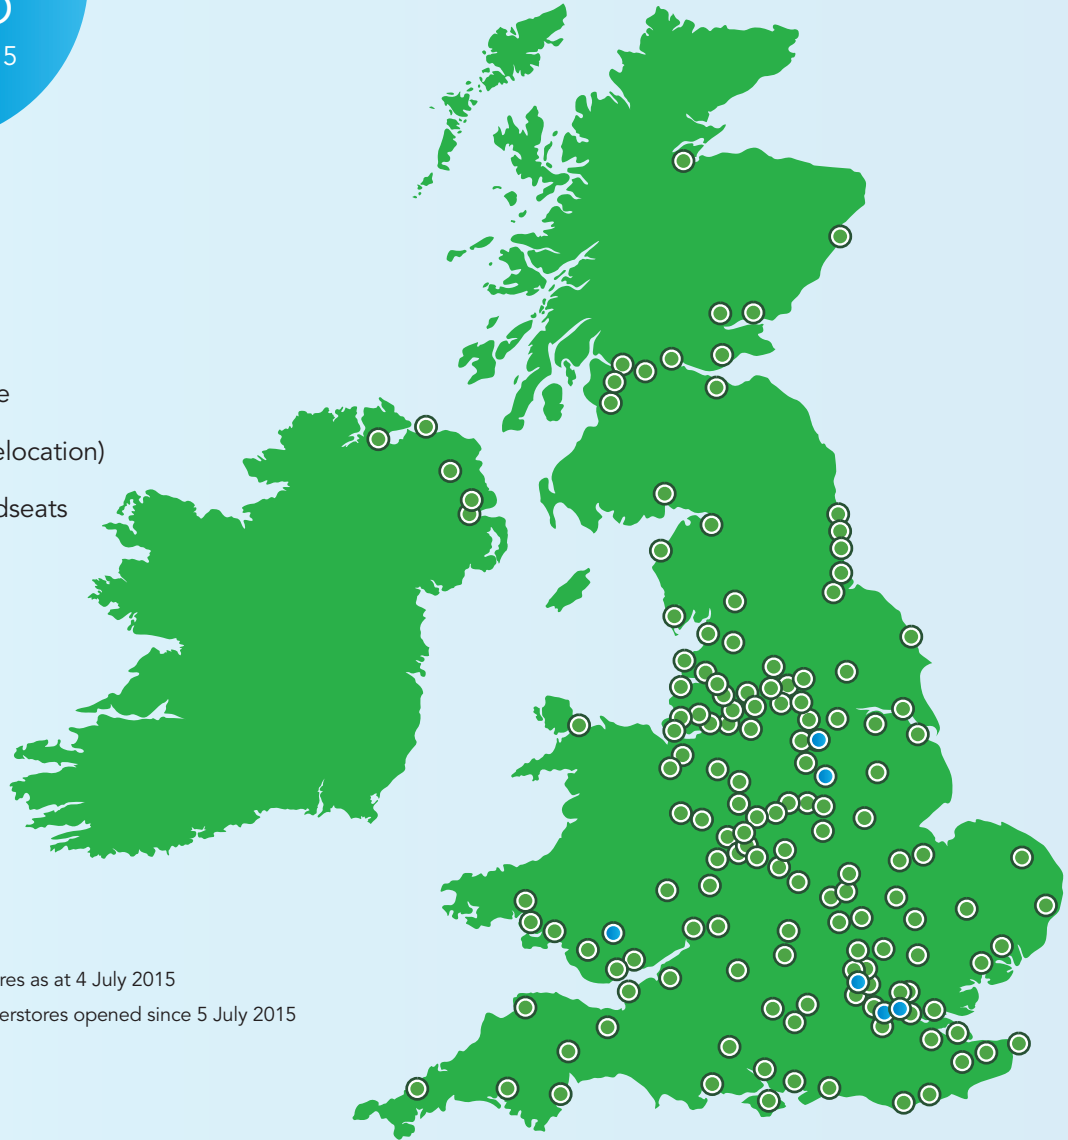 5
e
elocation)
dseats
res as at 4 July 2015
erstores opened since 5 July 2015